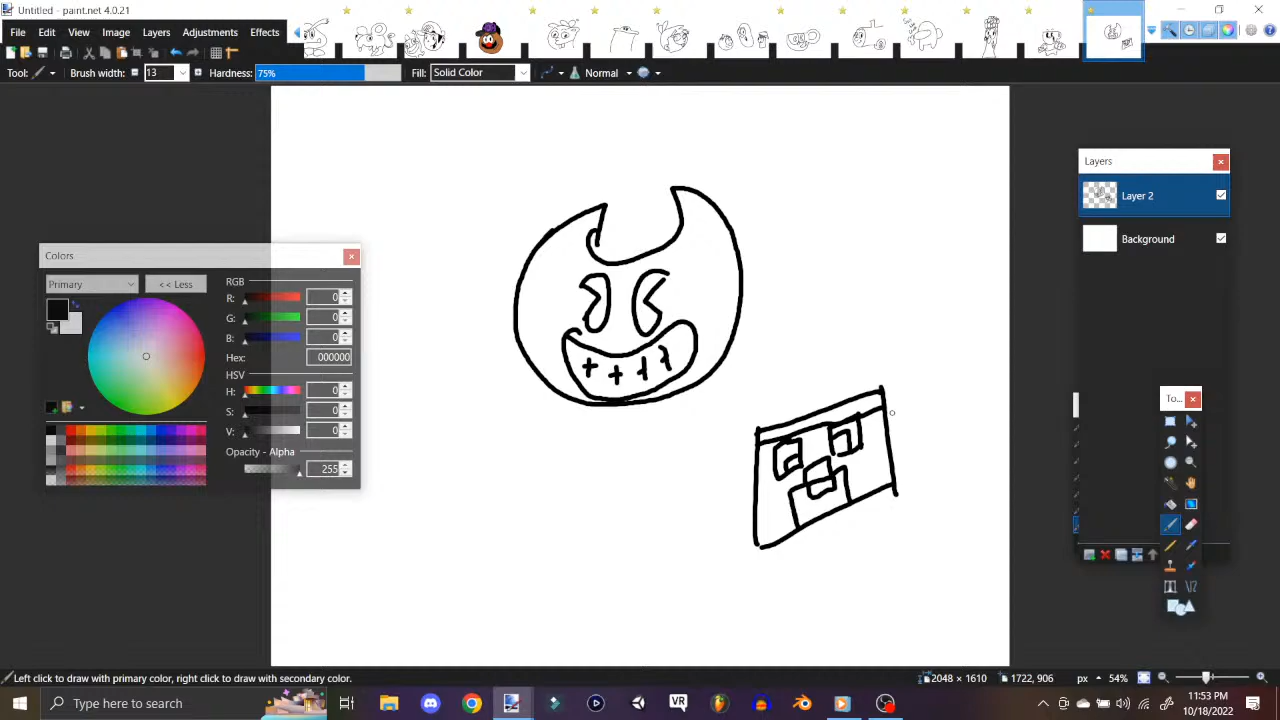 Untitled - paint.net 4.0.21
File Edit View Image Layers Adjustments Effects
Tool: Brush width: 13 Hardness: 75% Fill: Solid Color Normal
Layers
Layer 2
Background
Colors
Primary << Less
RGB
R: 0
G: 0
B: 0
Hex: 000000
HSV
H: 0
S: 0
V: 0
Opacity - Alpha
255
To...
Left click to draw with primary color, right click to draw with secondary color.
2048 × 1610 1722, 906 px 54%
Type here to search
VR
11:53 PM
10/18/2022